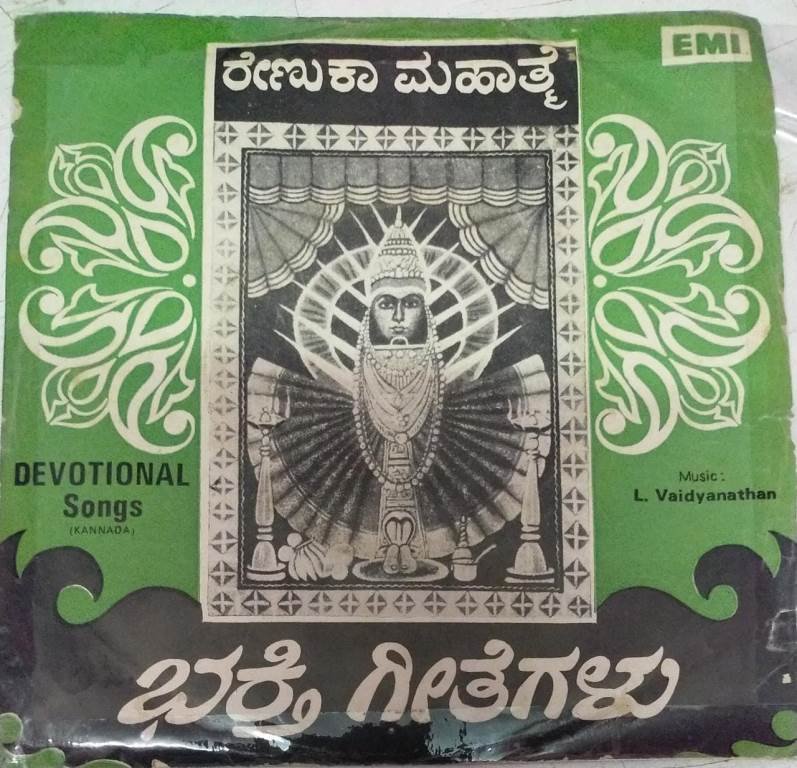 EMI
ರೇಣುಕಾ ಮಹಾತ್ಮೆ
DEVOTIONAL
Songs
(KANNADA)
Music :
L. Vaidyanathan
ಭಕ್ತಿ ಗೀತೆಗಳು